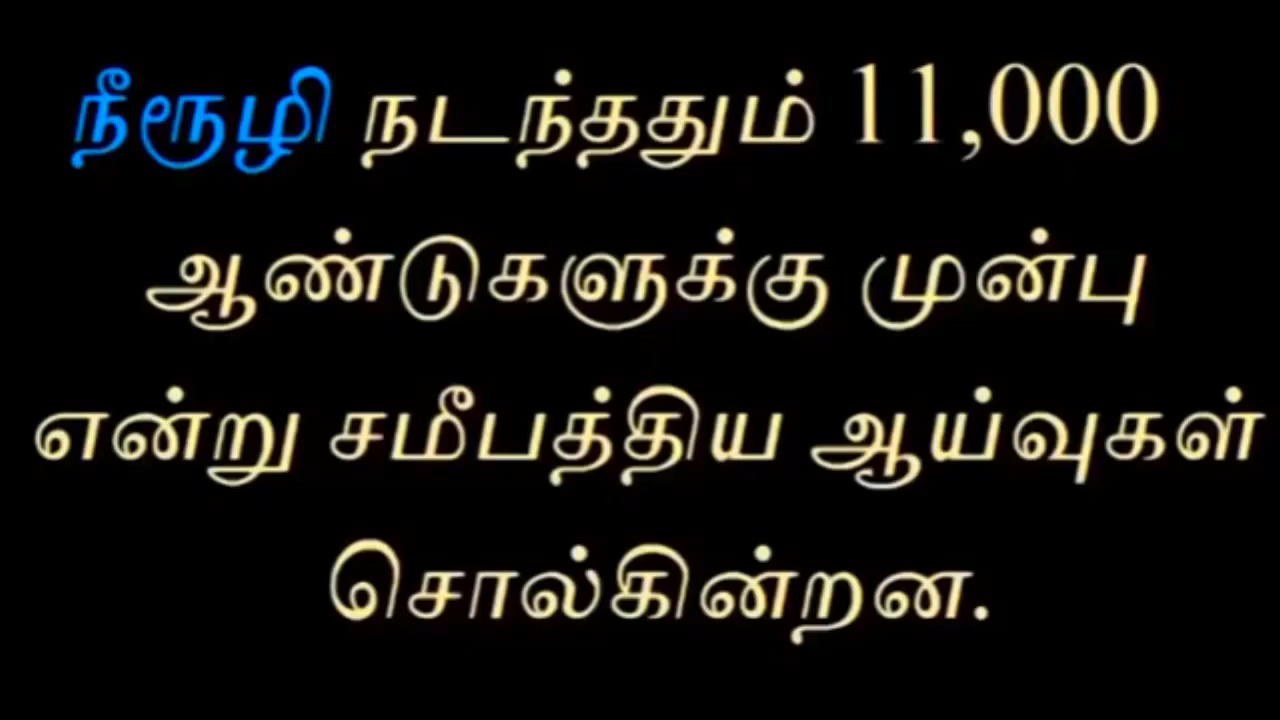 நீரூழி நடந்ததும் 11,000
ஆண்டுகளுக்கு முன்பு
என்று சமீபத்திய ஆய்வுகள்
சொல்கின்றன.